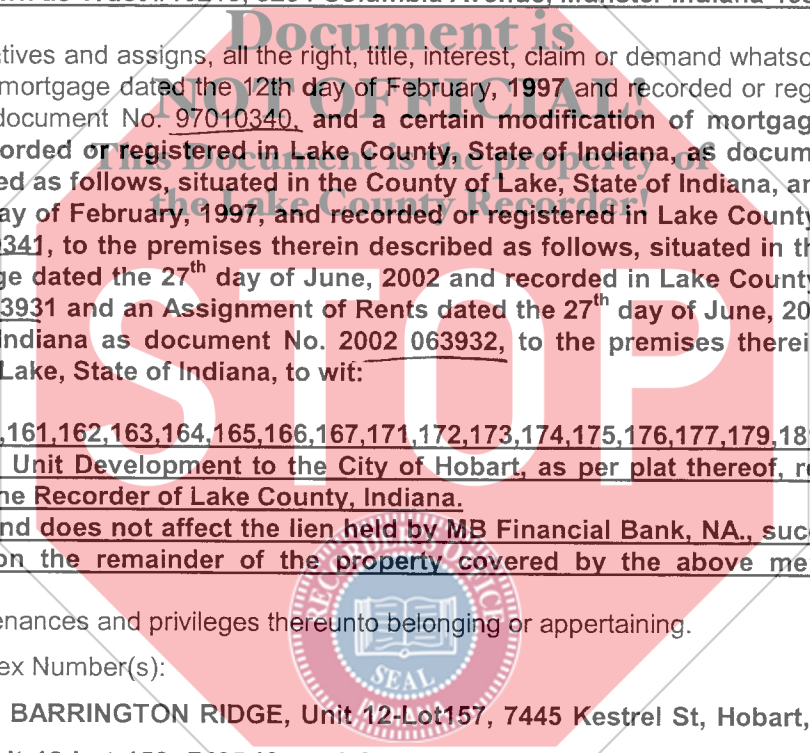 Document is
tives and assigns, all the right, title, interest, claim or demand whatso
mortgage dated the 12th day of February, 1997 and recorded or reg
NOT OFFICIAL!
document No. 97010340, and a certain modification of mortgag
orded or registered in Lake County, State of Indiana, as docum
This Document is the property of
ed as follows, situated in the County of Lake, State of Indiana, an
the Lake County Recorder!
ay of February, 1997, and recorded or registered in Lake County
0341, to the premises therein described as follows, situated in th
ge dated the 27th day of June, 2002 and recorded in Lake County
3931 and an Assignment of Rents dated the 27th day of June, 20
Indiana as document No. 2002 063932, to the premises therei
Lake, State of Indiana, to wit:
STOP
,161,162,163,164,165,166,167,171,172,173,174,175,176,177,179,18
Unit Development to the City of Hobart, as per plat thereof, re
ne Recorder of Lake County, Indiana.
nd does not affect the lien held by MB Financial Bank, NA., succ
on the remainder of the property covered by the above me
enances and privileges thereunto belonging or appertaining.
SEAL
ex Number(s):
BARRINGTON RIDGE, Unit 12-Lot157, 7445 Kestrel St, Hobart,